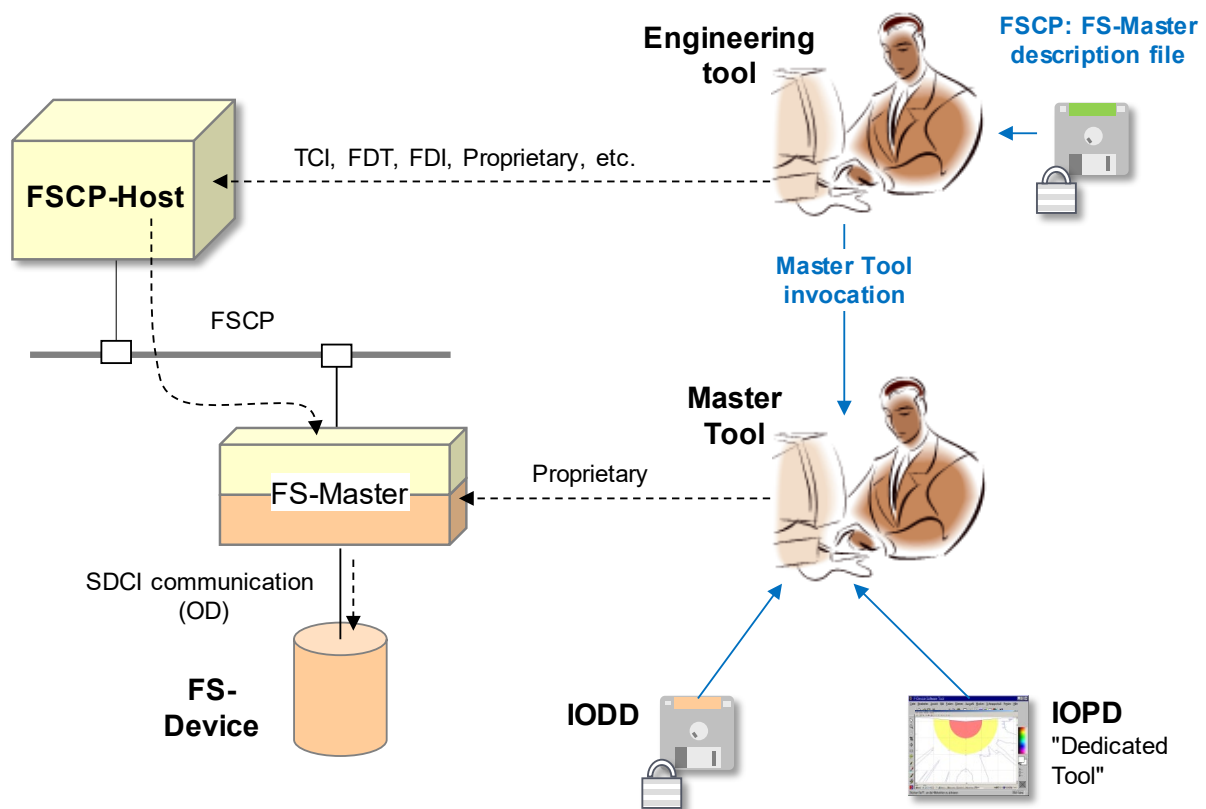 Engineering
tool
FSCP: FS-Master
description file
TCI, FDT, FDI, Proprietary, etc.
FSCP-Host
Master Tool
invocation
FSCP
Master
Tool
Proprietary
FS-Master
SDCI communication
(OD)
FS-
Device
IODD
IOPD
"Dedicated
Tool"